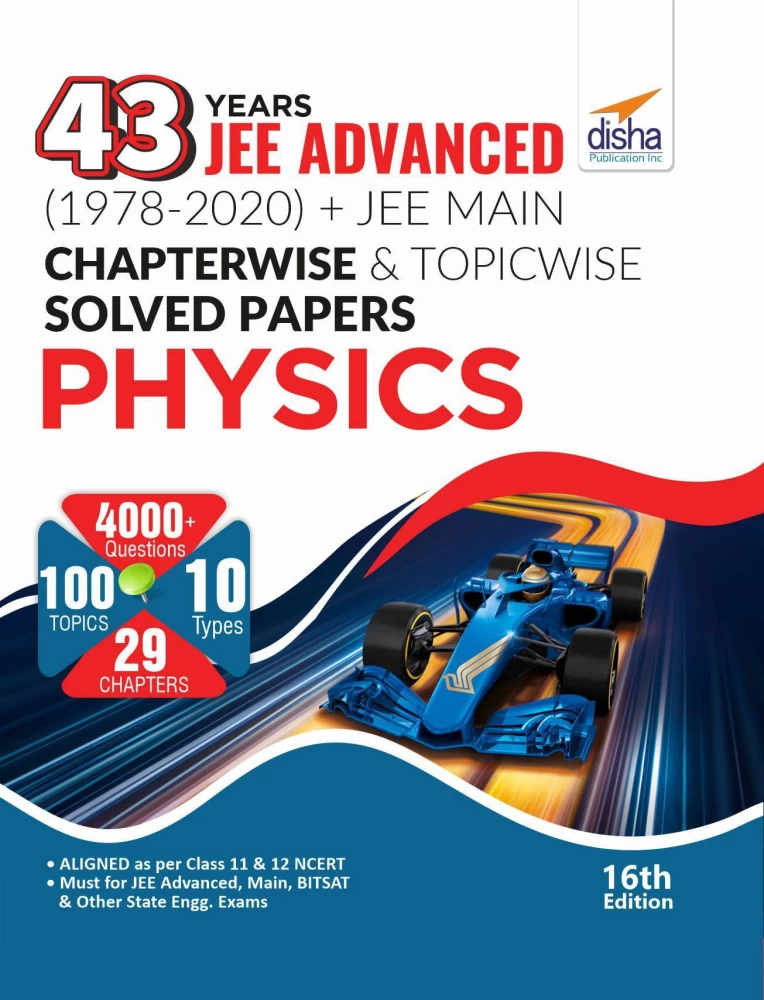 43 YEARS
JEE ADVANCED
disha
Publication Inc
(1978-2020) + JEE MAIN
CHAPTERWISE & TOPICWISE
SOLVED PAPERS
PHYSICS
4000+
Questions
100
TOPICS
10
Types
29
CHAPTERS
• ALIGNED as per Class 11 & 12 NCERT
• Must for JEE Advanced, Main, BITSAT
& Other State Engg. Exams
16th
Edition